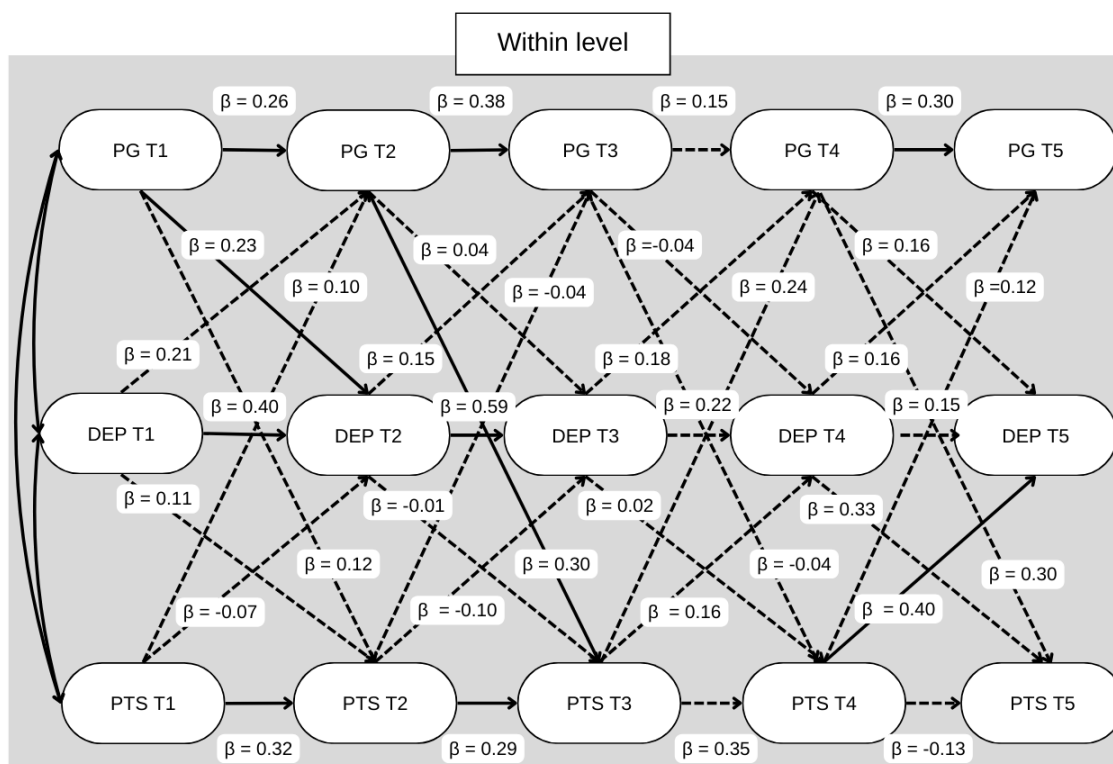 Within level
β = 0.26
β = 0.38
β = 0.15
β = 0.30
PG T1
PG T2
PG T3
PG T4
PG T5
β = 0.23
β = 0.04
β =-0.04
β = 0.16
β = 0.10
β = -0.04
β = 0.24
β =0.12
β = 0.21
β = 0.15
β = 0.18
β = 0.16
β = 0.40
β = 0.59
β = 0.22
β = 0.15
DEP T1
DEP T2
DEP T3
DEP T4
DEP T5
β = 0.11
β = -0.01
β = 0.02
β = 0.33
β = 0.12
β = 0.30
β = -0.04
β = 0.30
β = -0.07
β = -0.10
β = 0.16
β = 0.40
PTS T1
PTS T2
PTS T3
PTS T4
PTS T5
β = 0.32
β = 0.29
β = 0.35
β = -0.13